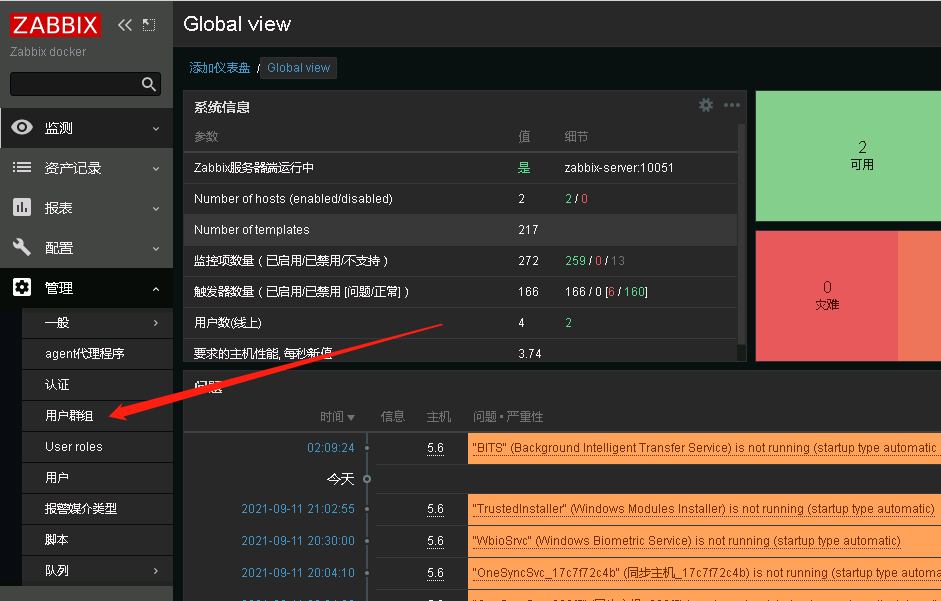 ZABBIX
Zabbix docker
监测
资产记录
报表
配置
管理
一般
agent代理程序
认证
用户群组
User roles
用户
报警媒介类型
脚本
队列
Global view
添加仪表盘 / Global view
系统信息
参数 值 细节
Zabbix服务器端运行中 是 zabbix-server:10051
Number of hosts (enabled/disabled) 2 2 / 0
Number of templates 217
监控项数量 ( 已启用/已禁用/不支持 ) 272 259 / 0 / 13
触发器数量 ( 已启用/已禁用 [问题/正常] ) 166 166 / 0 [6 / 160]
用户数(线上) 4 2
要求的主机性能, 每秒新值 3.74
2
可用
0
灾难
问题
时间 信息 主机 问题 • 严重性
02:09:24 5.6 "BITS" (Background Intelligent Transfer Service) is not running (startup type automatic
今天
2021-09-11 21:02:55 5.6 "TrustedInstaller" (Windows Modules Installer) is not running (startup type automatic)
2021-09-11 20:30:00 5.6 "WbioSrvc" (Windows Biometric Service) is not running (startup type automatic)
2021-09-11 20:04:10 5.6 "OneSyncSvc_17c7f72c4b" (同步主机_17c7f72c4b) is not running (startup type automa